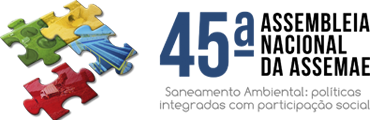 45ª ASSEMBLEIA
NACIONAL
DA ASSEMAE
Saneamento Ambiental: políticas
integradas com participação social